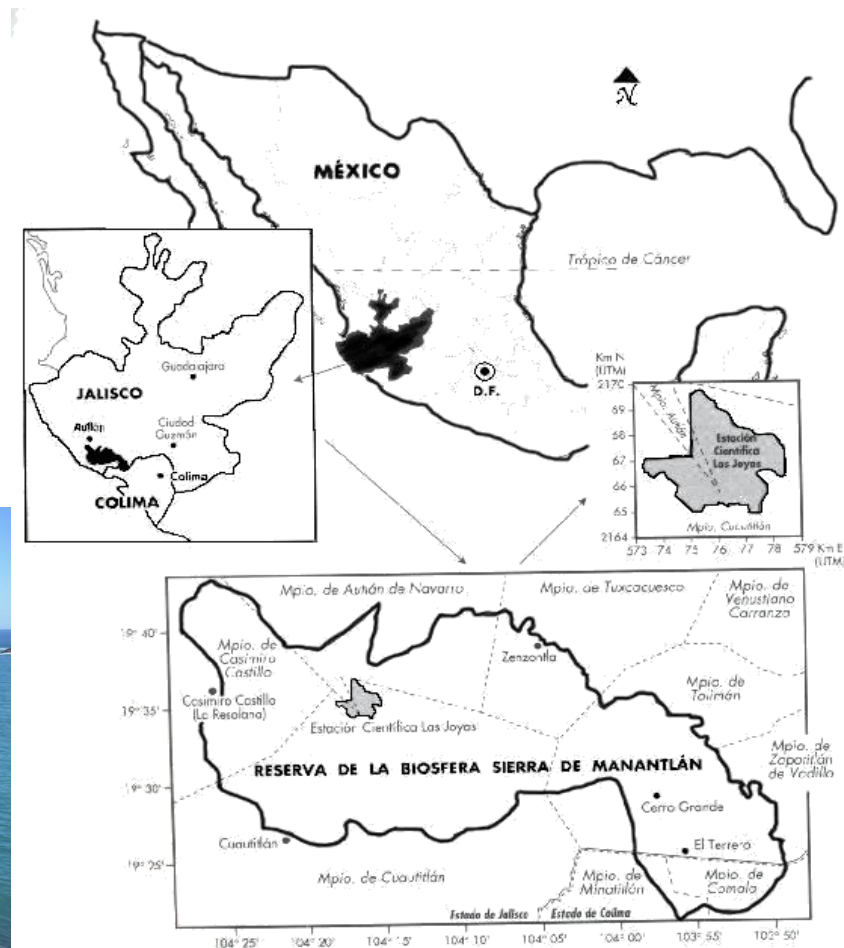 N
MÉXICO
Trópico de Cáncer
D.F.
JALISCO
Guadalajara
Autlán
Ciudad
Guzmán
Colima
COLIMA
Km N
(UTM)
2170
69
68
67
66
65
2164
573 74 75 76 77 78 579 Km E
(UTM)
Mpio. Autlán
Estación
Científica
Las Joyas
Mpio. Cuautitlán
Mpio. de Autlán de Navarro
Mpio. de Tuxcacuesco
Mpio. de
Venustiano
Carranza
19° 40'
Mpio. de
Casimiro
Castillo
Zenzontla
Mpio. de
Tolimán
Casimiro Castillo
(La Resolana)
19° 35'
Estación Científica Las Joyas
Mpio. de
Zapotitlán
de Vadillo
RESERVA DE LA BIOSFERA SIERRA DE MANANTLÁN
19° 30'
Cerro Grande
Cuautitlán
El Terrero
19° 25'
Mpio. de Cuautitlán
Mpio. de
Minatitlán
Mpio. de
Comala
Estado de Jalisco
Estado de Colima
104° 25' 104° 20' 104° 15' 104° 10' 104° 05' 104° 00' 103° 55' 102° 50'